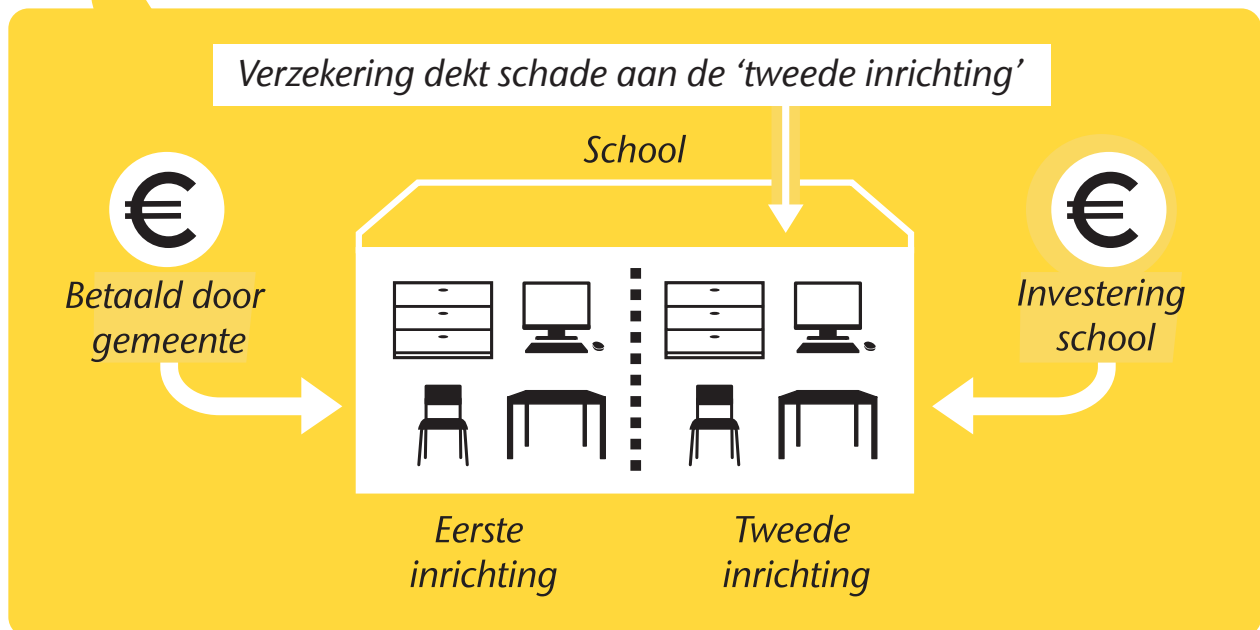 Verzekering dekt schade aan de ‘tweede inrichting’
School
€
€
Betaald door
gemeente
Investering
school
Eerste
inrichting
Tweede
inrichting